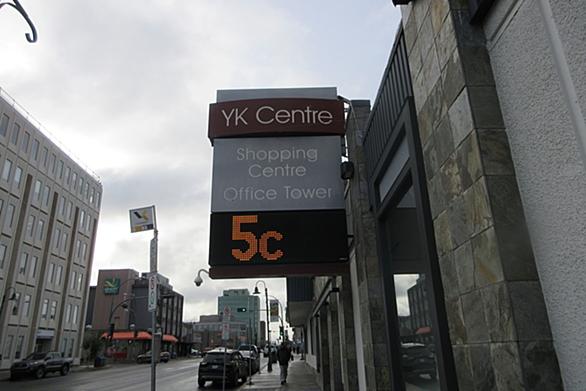 YK Centre
Shopping
Centre
Office Tower
5c